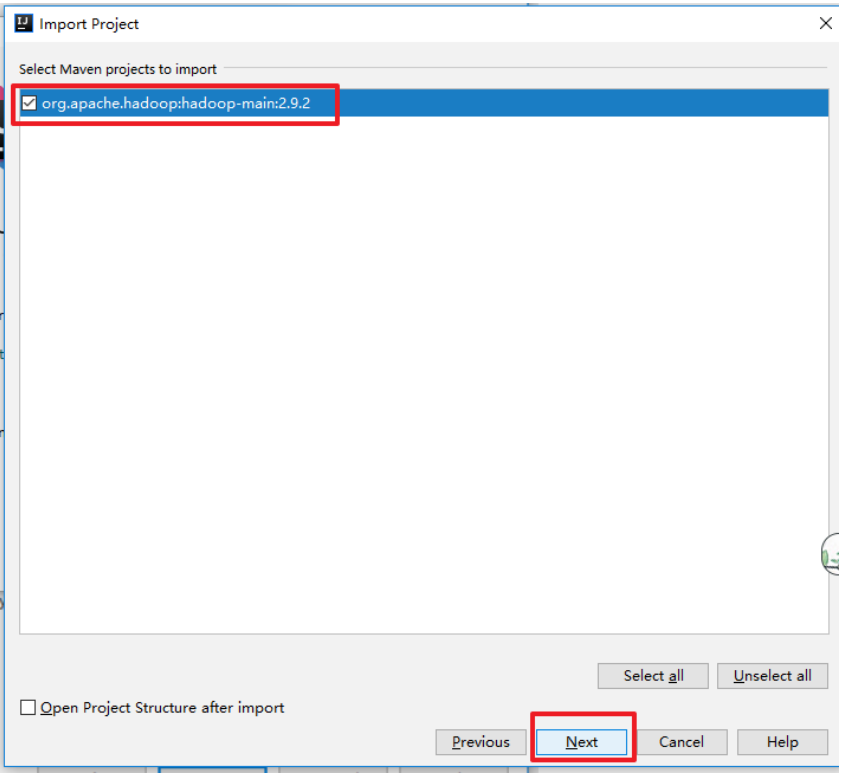 Import Project
Select Maven projects to import
org.apache.hadoop:hadoop-main:2.9.2
Select all Unselect all
Open Project Structure after import
Previous Next Cancel Help